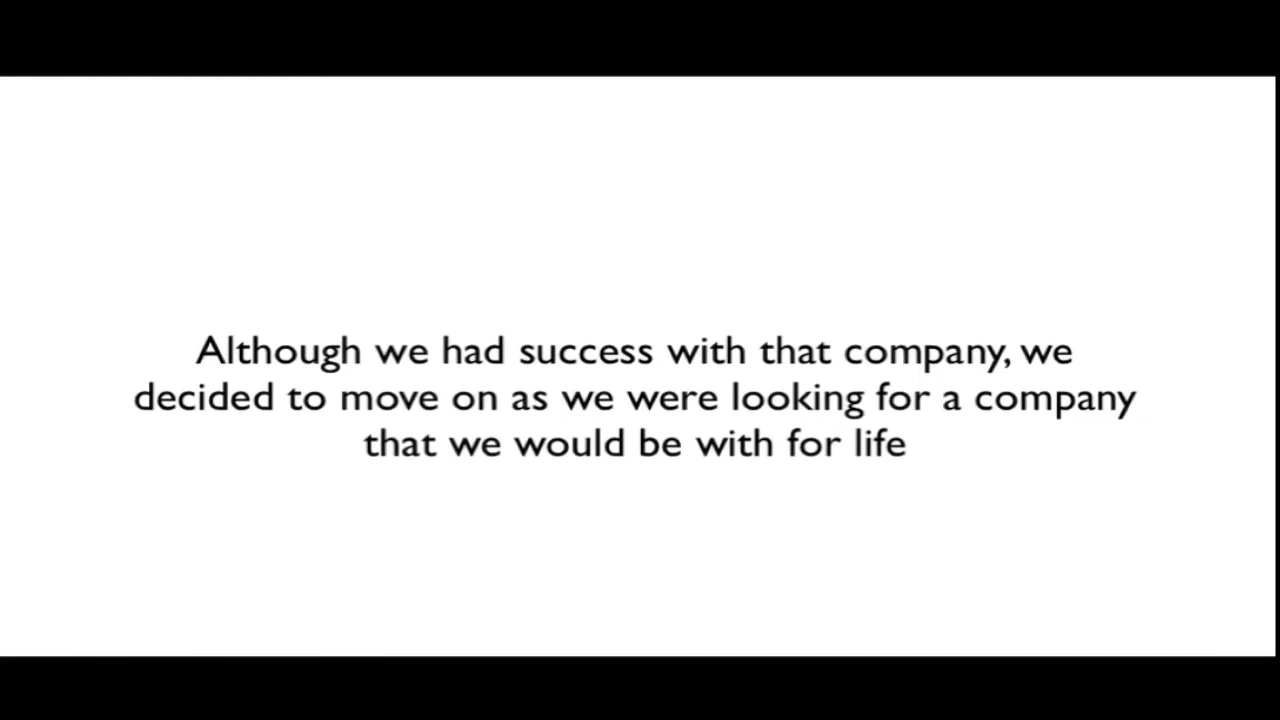 Although we had success with that company, we
decided to move on as we were looking for a company
that we would be with for life